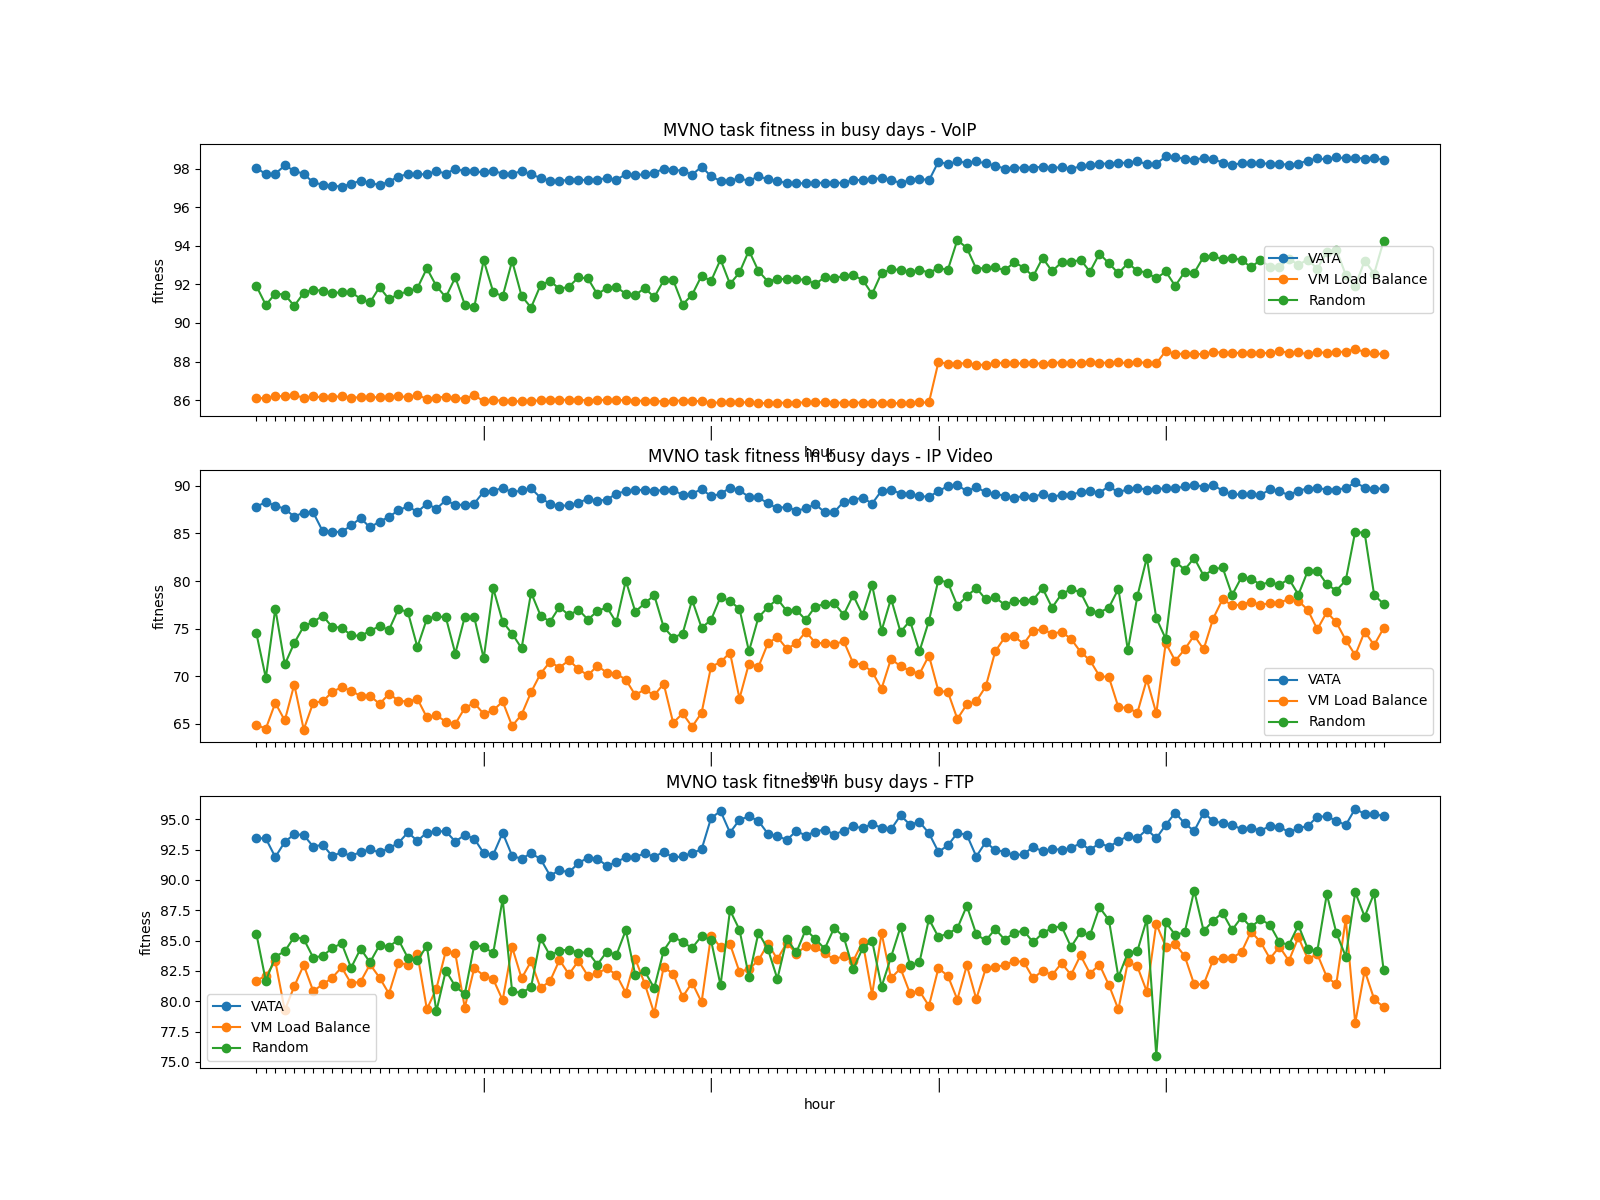 MVNO task fitness in busy days - VoIP
98
96
94
92
90
88
86
fitness
VATA
VM Load Balance
Random
|
|
|
|
hour
MVNO task fitness in busy days - IP Video
90
85
80
75
70
65
fitness
VATA
VM Load Balance
Random
|
|
|
|
hour
MVNO task fitness in busy days - FTP
95.0
92.5
90.0
87.5
85.0
82.5
80.0
77.5
75.0
fitness
VATA
VM Load Balance
Random
|
|
|
|
hour